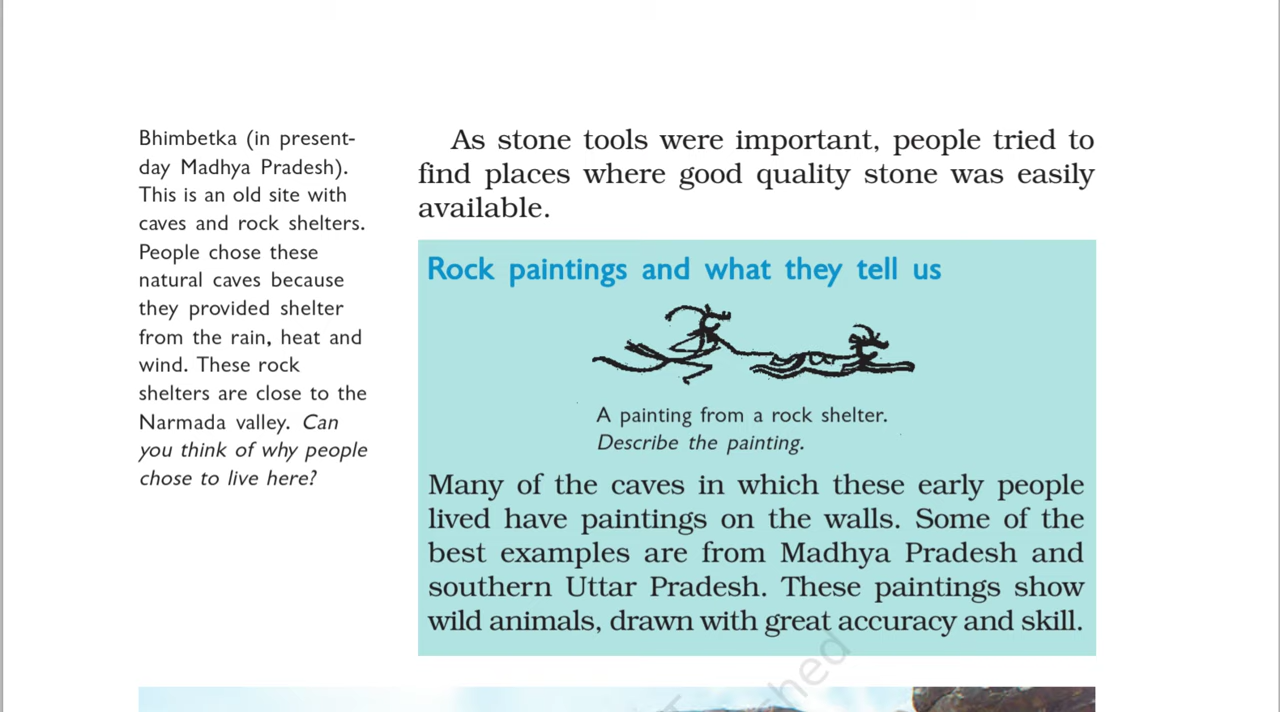 Bhimbetka (in present-
day Madhya Pradesh).
This is an old site with
caves and rock shelters.
People chose these
natural caves because
they provided shelter
from the rain, heat and
wind. These rock
shelters are close to the
Narmada valley. Can
you think of why people
chose to live here?
As stone tools were important, people tried to
find places where good quality stone was easily
available.
Rock paintings and what they tell us
A painting from a rock shelter.
Describe the painting.
Many of the caves in which these early people
lived have paintings on the walls. Some of the
best examples are from Madhya Pradesh and
southern Uttar Pradesh. These paintings show
wild animals, drawn with great accuracy and skill.